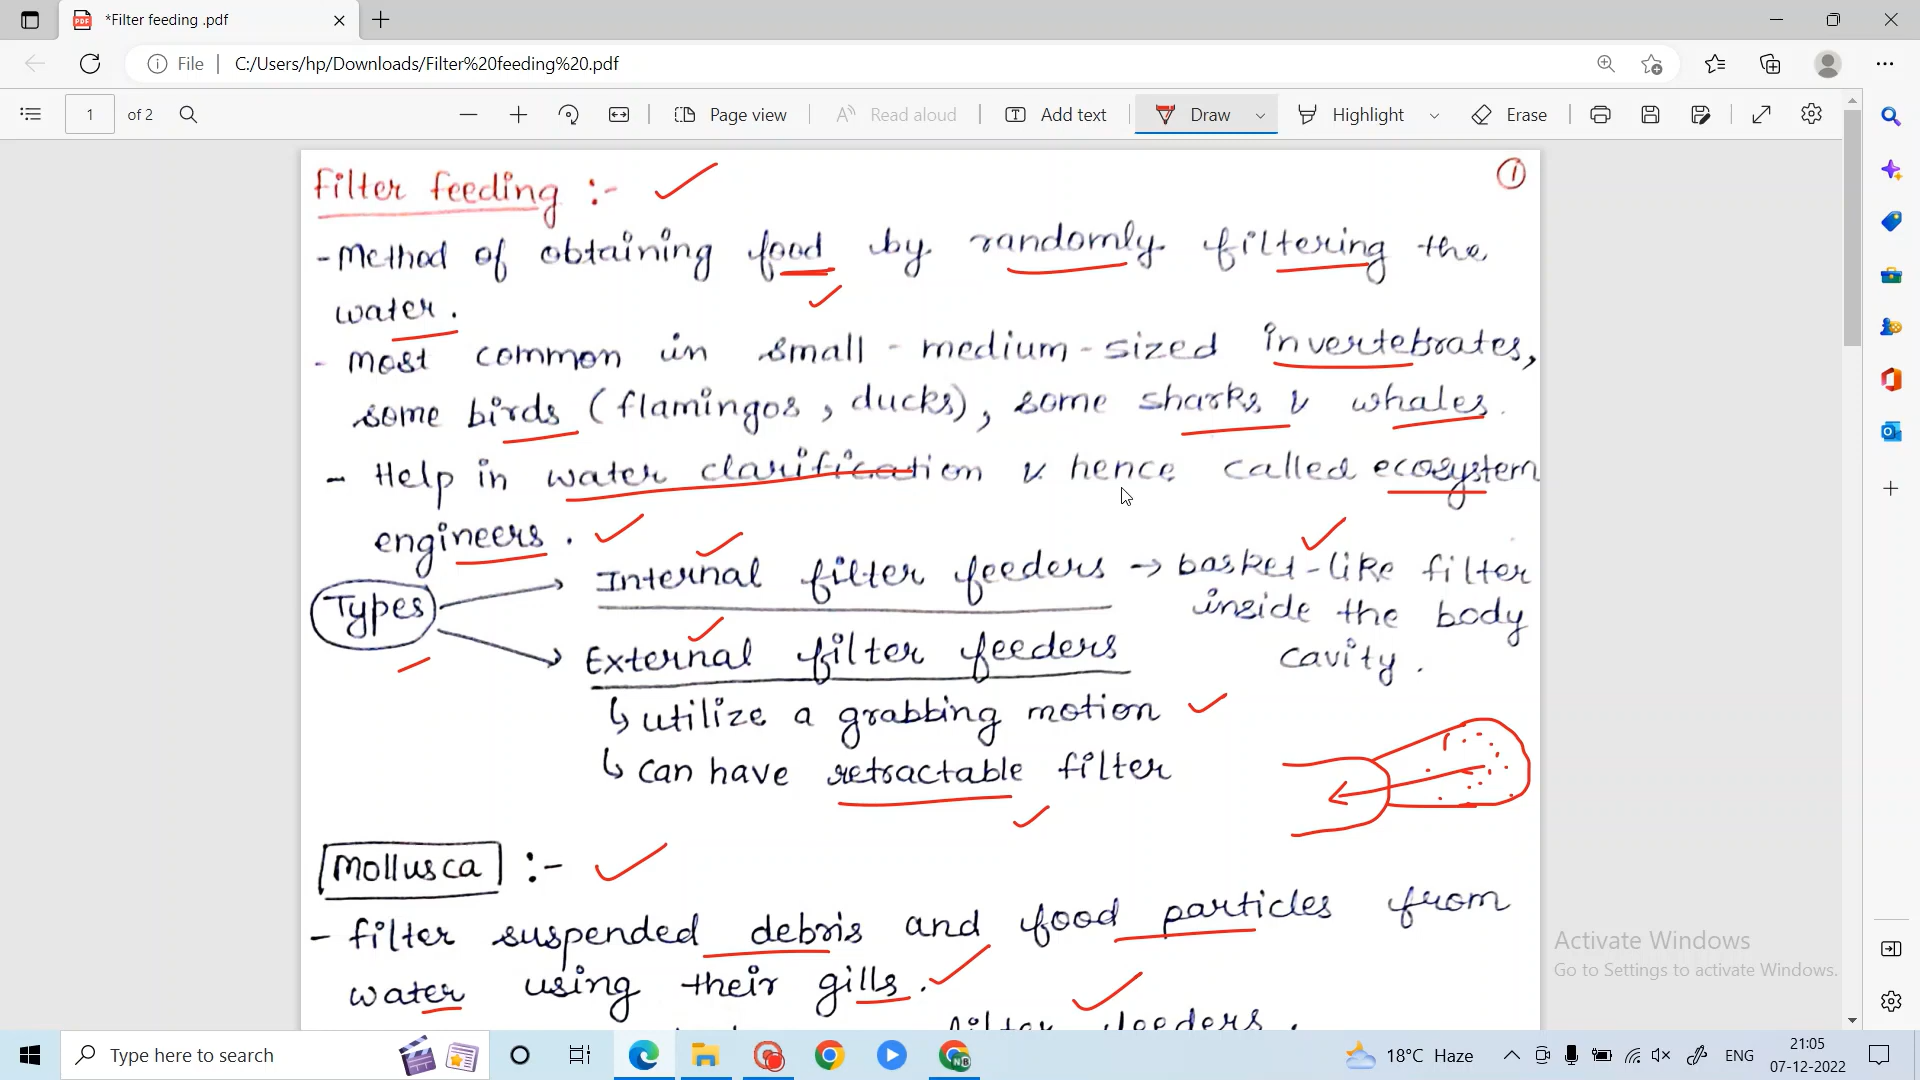 *Filter feeding .pdf
File
C:/Users/hp/Downloads/Filter%20feeding%20.pdf
1 of 2
Page view
Read aloud
Add text
Draw
Highlight
Erase
Filter feeding :-
①
- Method of obtaining food by randomly filtering the
water.
- Most common in small-medium-sized invertebrates,
some birds (flamingos, ducks), some sharks & whales.
- Help in water clarification & hence called ecosystem
engineers.
Types
Internal filter feeders → basket-like filter
inside the body
cavity.
External filter feeders
↳ utilize a grabbing motion
↳ can have retractable filter
Mollusca :-
- filter suspended debris and food particles from
water using their gills.
filter feeders.
Activate Windows
Go to Settings to activate Windows.
Type here to search
18°C Haze
ENG
21:05
07-12-2022